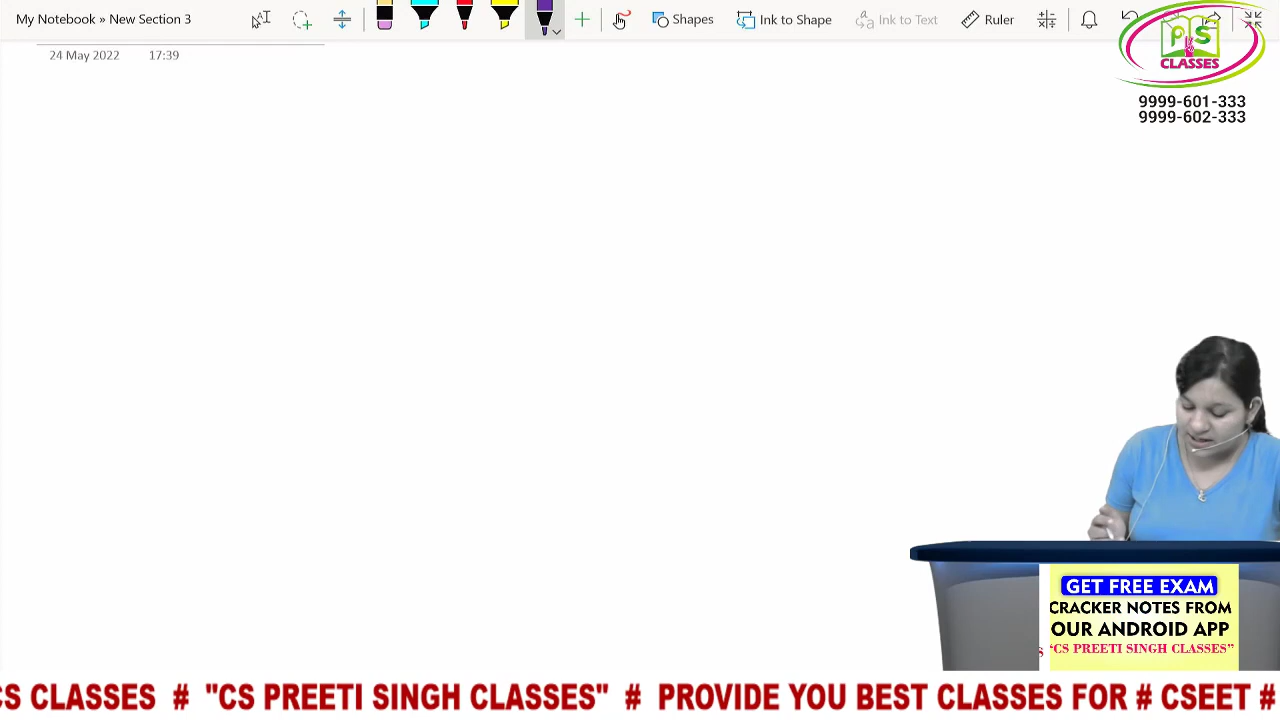 My Notebook » New Section 3
Shapes
Ink to Shape
Ink to Text
Ruler
24 May 2022 17:39
PS
CLASSES
9999-601-333
9999-602-333
GET FREE EXAM
CRACKER NOTES FROM
OUR ANDROID APP
S "CS PREETI SINGH CLASSES"
CS CLASSES # "CS PREETI SINGH CLASSES" # PROVIDE YOU BEST CLASSES FOR # CSEET #